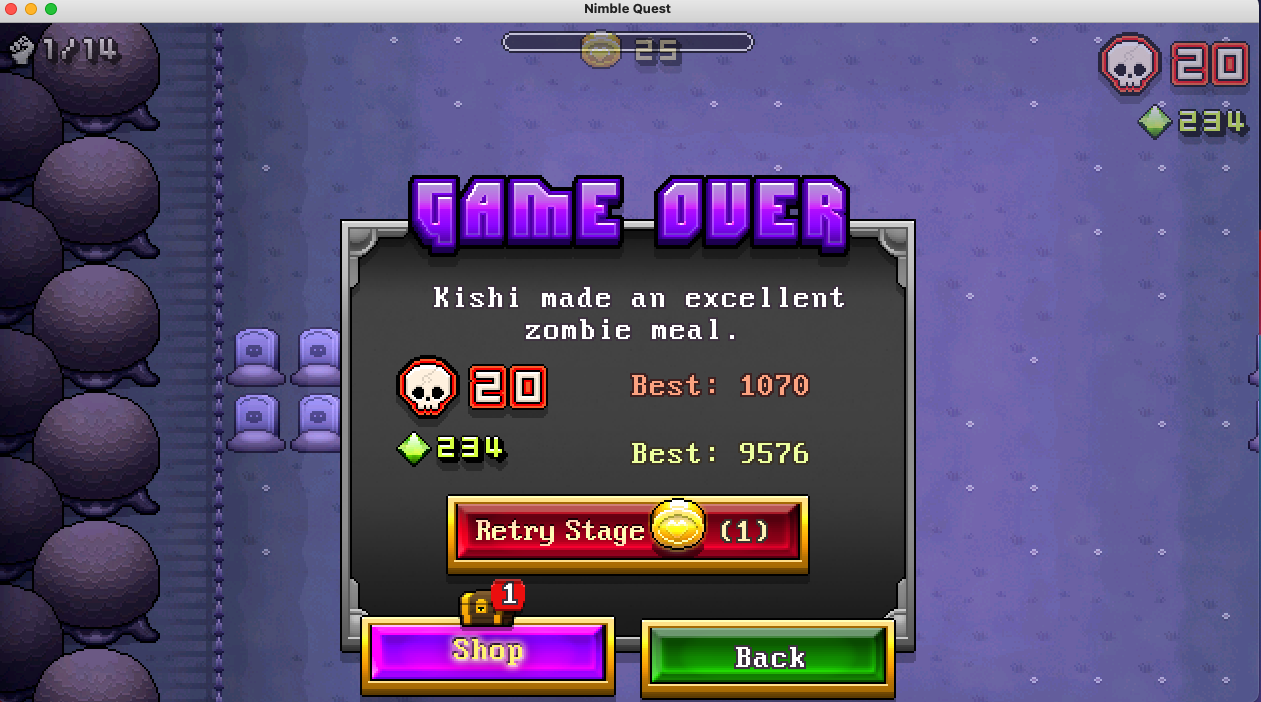 Nimble Quest
1/14
25
20
234
GAME OVER
Kishi made an excellent
zombie meal.
20
Best: 1070
234
Best: 9576
Retry Stage (1)
1
Shop
Back